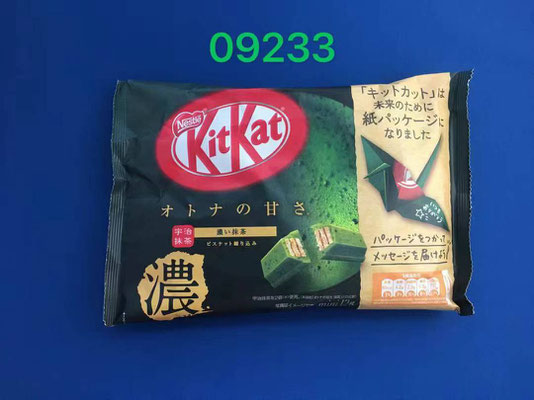 09233
Nestlé
KitKat
オトナの甘さ
宇治
抹茶
濃い抹茶
ビスケット練り込み
濃
「キットカット」は
未来のために
紙パッケージに
なりました
パッケージをつかって
メッセージを届けよう!
mini